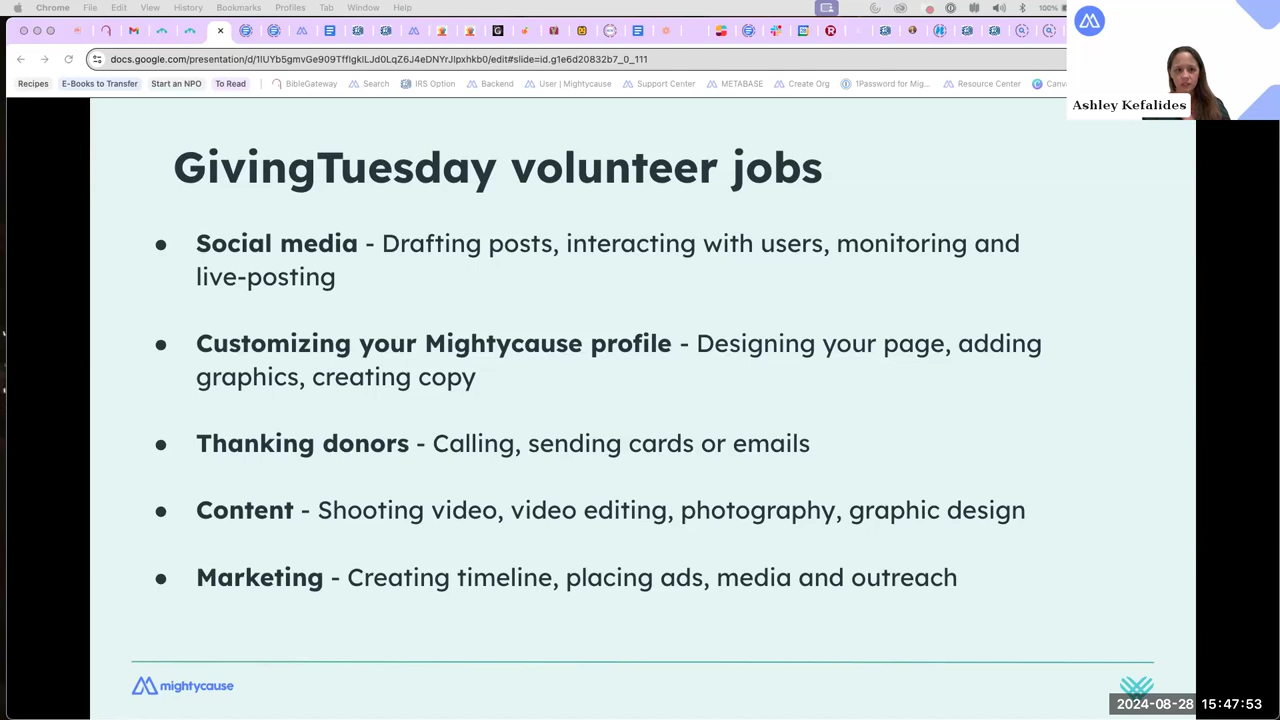 Chrome File Edit View History Bookmarks Profiles Tab Window Help 100%
docs.google.com/presentation/d/
/edit#slide=id.g1e6d20832b7_0_111
Recipes E-Books to Transfer Start an NPO To Read BibleGateway Search IRS Option Backend User | Mightycause Support Center METABASE Create Org 1Password for Mig... Resource Center Canv
Ashley Kefalides
GivingTuesday volunteer jobs
● Social media - Drafting posts, interacting with users, monitoring and
live-posting
● Customizing your Mightycause profile - Designing your page, adding
graphics, creating copy
● Thanking donors - Calling, sending cards or emails
● Content - Shooting video, video editing, photography, graphic design
● Marketing - Creating timeline, placing ads, media and outreach
mightycause
2024-08-28 15:47:53